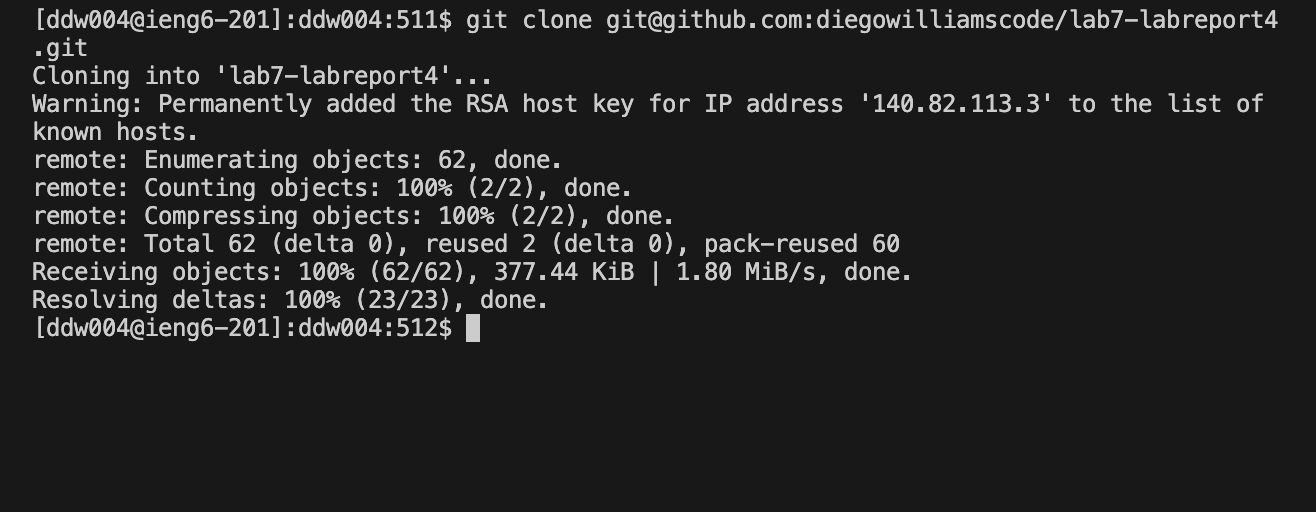 [ddw004@ieng6-201]:ddw004:511$ git clone git@github.com:diegowilliamscode/lab7-labreport4
.git
Cloning into 'lab7-labreport4'...
Warning: Permanently added the RSA host key for IP address '140.82.113.3' to the list of
known hosts.
remote: Enumerating objects: 62, done.
remote: Counting objects: 100% (2/2), done.
remote: Compressing objects: 100% (2/2), done.
remote: Total 62 (delta 0), reused 2 (delta 0), pack-reused 60
Receiving objects: 100% (62/62), 377.44 KiB | 1.80 MiB/s, done.
Resolving deltas: 100% (23/23), done.
[ddw004@ieng6-201]:ddw004:512$